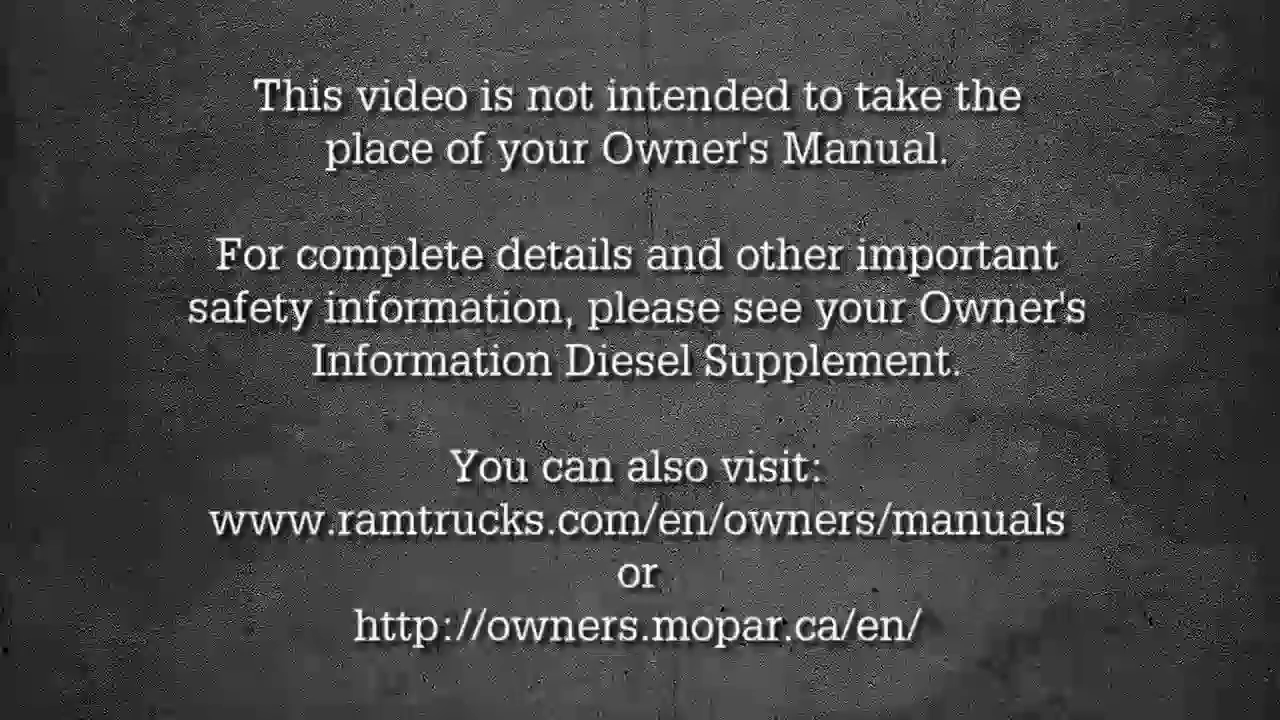 This video is not intended to take the
place of your Owner's Manual.
For complete details and other important
safety information, please see your Owner's
Information Diesel Supplement.
You can also visit:
www.ramtrucks.com/en/owners/manuals
or
http://owners.mopar.ca/en/